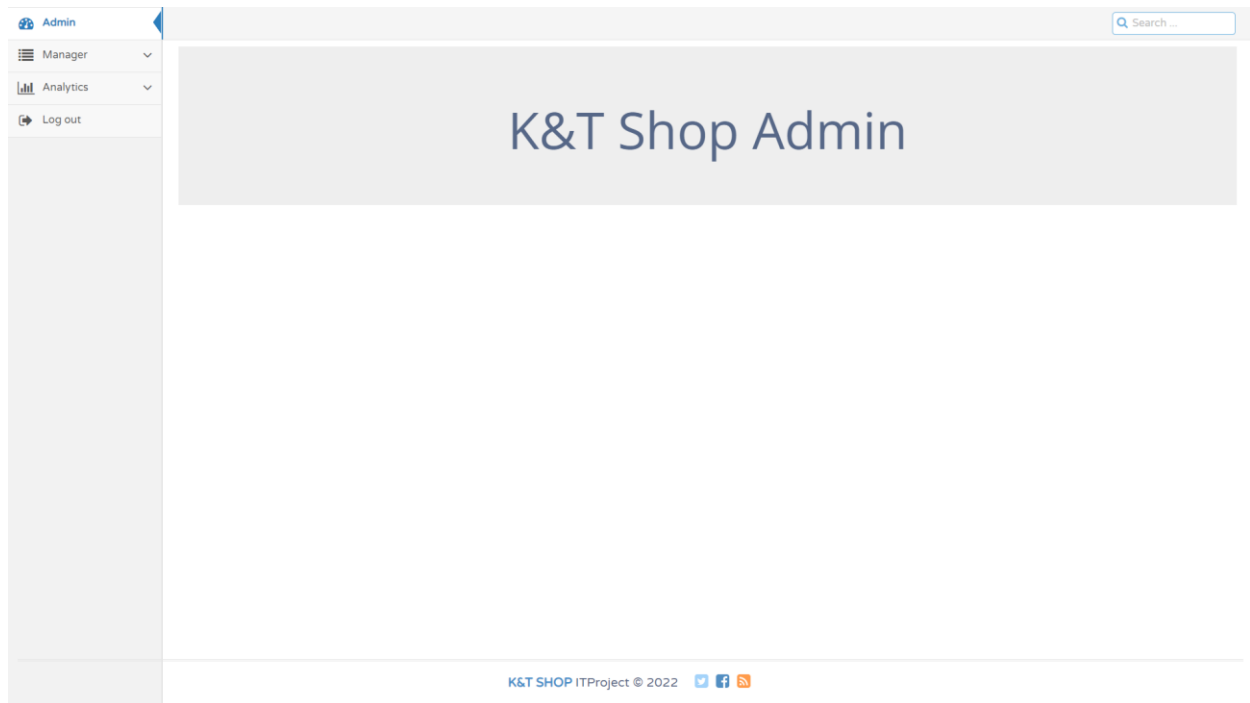 Admin
Search ...
Manager
Analytics
Log out
K&T Shop Admin
K&T SHOP ITProject © 2022